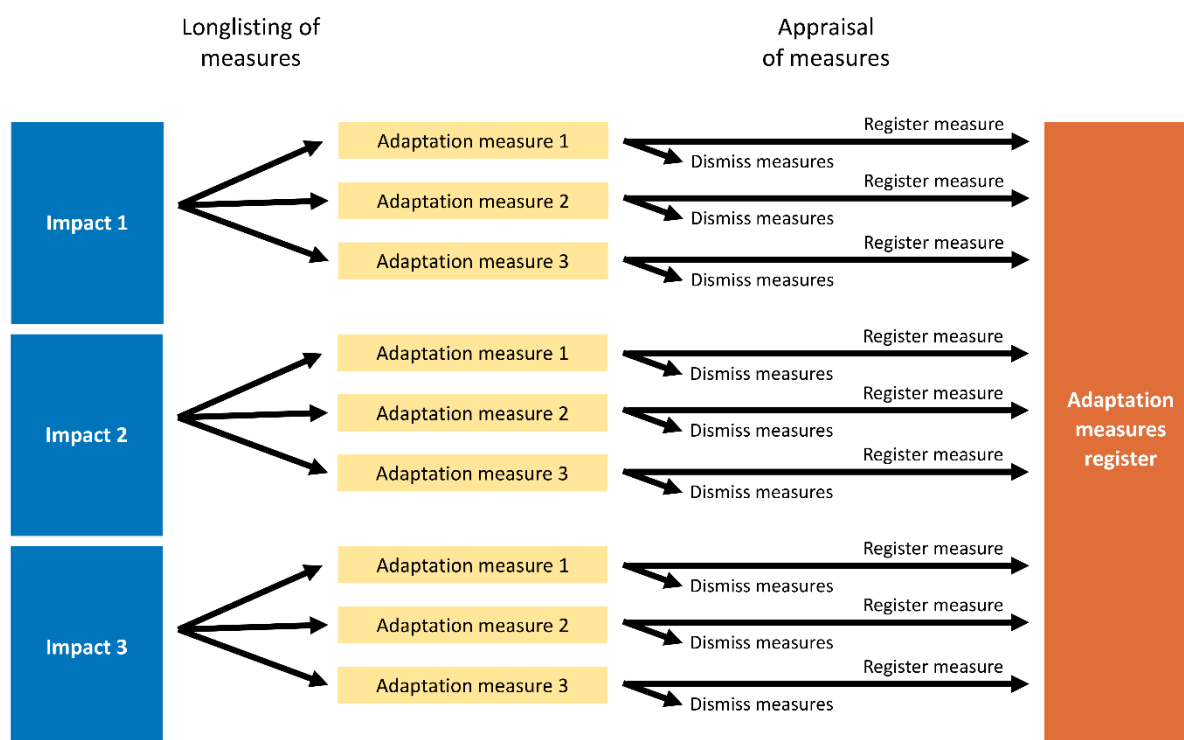 Longlisting of
measures
Appraisal
of measures
Impact 1
Adaptation measure 1
Register measure
Dismiss measures
Adaptation measure 2
Register measure
Dismiss measures
Adaptation measure 3
Register measure
Dismiss measures
Impact 2
Adaptation measure 1
Register measure
Dismiss measures
Adaptation measure 2
Register measure
Dismiss measures
Adaptation measure 3
Register measure
Dismiss measures
Impact 3
Adaptation measure 1
Register measure
Dismiss measures
Adaptation measure 2
Register measure
Dismiss measures
Adaptation measure 3
Register measure
Dismiss measures
Adaptation
measures
register